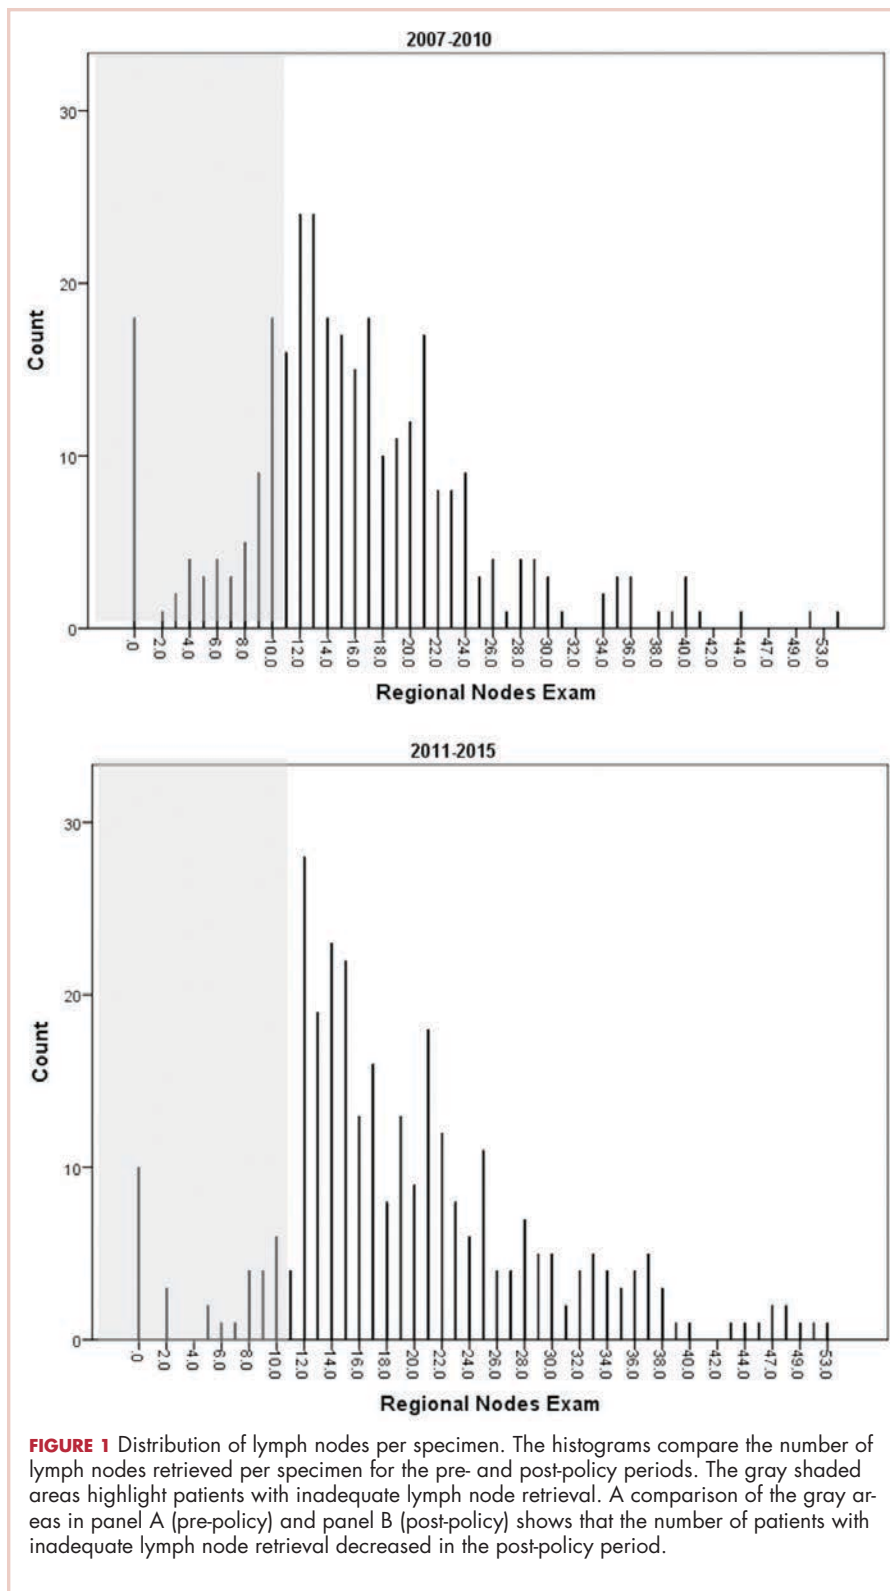 2007-2010
30
20
10
0
Count
.0 2.0 4.0 6.0 8.0 10.0 12.0 14.0 16.0 18.0 20.0 22.0 24.0 26.0 28.0 30.0 32.0 34.0 36.0 38.0 40.0 42.0 44.0 47.0 49.0 53.0
Regional Nodes Exam
2011-2015
30
20
10
0
Count
.0 2.0 4.0 6.0 8.0 10.0 12.0 14.0 16.0 18.0 20.0 22.0 24.0 26.0 28.0 30.0 32.0 34.0 36.0 38.0 40.0 42.0 44.0 47.0 49.0 53.0
Regional Nodes Exam
FIGURE 1 Distribution of lymph nodes per specimen. The histograms compare the number of
lymph nodes retrieved per specimen for the pre- and post-policy periods. The gray shaded
areas highlight patients with inadequate lymph node retrieval. A comparison of the gray ar-
eas in panel A (pre-policy) and panel B (post-policy) shows that the number of patients with
inadequate lymph node retrieval decreased in the post-policy period.